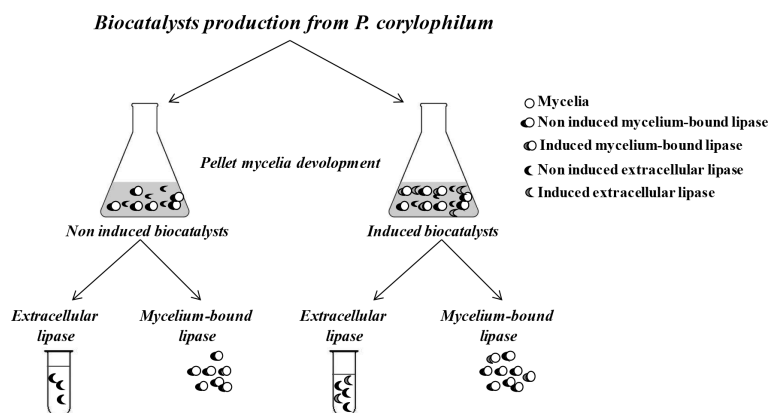 Biocatalysts production from P. corylophilum
Mycelia
Non induced mycelium-bound lipase
Induced mycelium-bound lipase
Non induced extracellular lipase
Induced extracellular lipase
Pellet mycelia devolopment
Non induced biocatalysts
Induced biocatalysts
Extracellular
lipase
Mycelium-bound
lipase
Extracellular
lipase
Mycelium-bound
lipase